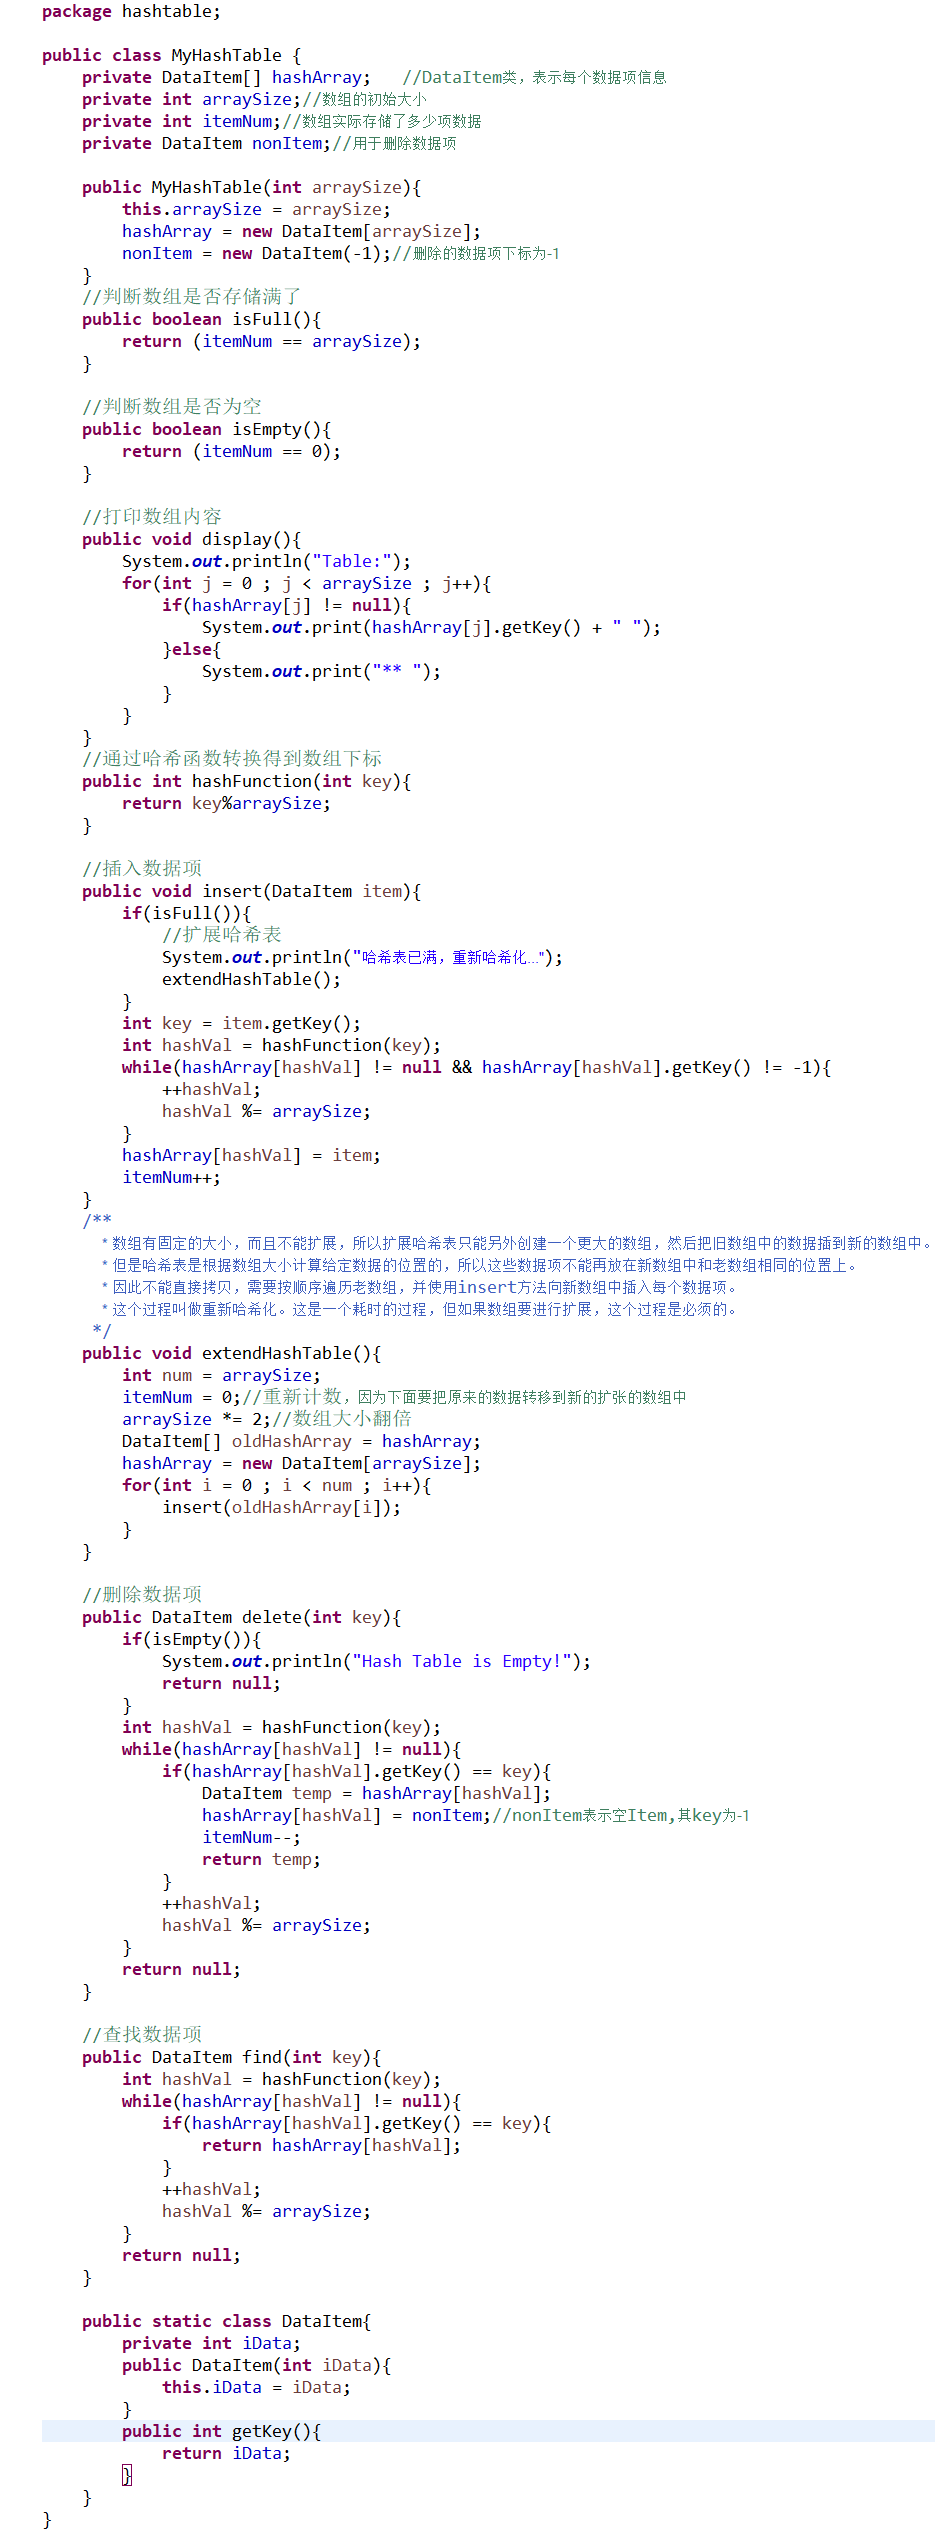 package hashtable;
public class MyHashTable {
    private DataItem[] hashArray;   //DataItem类，表示每个数据项信息
    private int arraySize;//数组的初始大小
    private int itemNum;//数组实际存储了多少项数据
    private DataItem nonItem;//用于删除数据项
    public MyHashTable(int arraySize){
        this.arraySize = arraySize;
        hashArray = new DataItem[arraySize];
        nonItem = new DataItem(-1);//删除的数据项下标为-1
    }
    //判断数组是否存储满了
    public boolean isFull(){
        return (itemNum == arraySize);
    }
    //判断数组是否为空
    public boolean isEmpty(){
        return (itemNum == 0);
    }
    //打印数组内容
    public void display(){
        System.out.println("Table:");
        for(int j = 0 ; j < arraySize ; j++){
            if(hashArray[j] != null){
                System.out.print(hashArray[j].getKey() + " ");
            }else{
                System.out.print("** ");
            }
        }
    }
    //通过哈希函数转换得到数组下标
    public int hashFunction(int key){
        return key%arraySize;
    }
    //插入数据项
    public void insert(DataItem item){
        if(isFull()){
            //扩展哈希表
            System.out.println("哈希表已满，重新哈希化...");
            extendHashTable();
        }
        int key = item.getKey();
        int hashVal = hashFunction(key);
        while(hashArray[hashVal] != null && hashArray[hashVal].getKey() != -1){
            ++hashVal;
            hashVal %= arraySize;
        }
        hashArray[hashVal] = item;
        itemNum++;
    }
    /**
     * 数组有固定的大小，而且不能扩展，所以扩展哈希表只能另外创建一个更大的数组，然后把旧数组中的数据插到新的数组中。
     * 但是哈希表是根据数组大小计算给定数据的位置的，所以这些数据项不能再放在新数组中和老数组相同的位置上。
     * 因此不能直接拷贝，需要按顺序遍历老数组，并使用insert方法向新数组中插入每个数据项。
     * 这个过程叫做重新哈希化。这是一个耗时的过程，但如果数组要进行扩展，这个过程是必须的。
     */
    public void extendHashTable(){
        int num = arraySize;
        itemNum = 0;//重新计数，因为下面要把原来的数据转移到新的扩张的数组中
        arraySize *= 2;//数组大小翻倍
        DataItem[] oldHashArray = hashArray;
        hashArray = new DataItem[arraySize];
        for(int i = 0 ; i < num ; i++){
            insert(oldHashArray[i]);
        }
    }
    //删除数据项
    public DataItem delete(int key){
        if(isEmpty()){
            System.out.println("Hash Table is Empty!");
            return null;
        }
        int hashVal = hashFunction(key);
        while(hashArray[hashVal] != null){
            if(hashArray[hashVal].getKey() == key){
                DataItem temp = hashArray[hashVal];
                hashArray[hashVal] = nonItem;//nonItem表示空Item,其key为-1
                itemNum--;
                return temp;
            }
            ++hashVal;
            hashVal %= arraySize;
        }
        return null;
    }
    //查找数据项
    public DataItem find(int key){
        int hashVal = hashFunction(key);
        while(hashArray[hashVal] != null){
            if(hashArray[hashVal].getKey() == key){
                return hashArray[hashVal];
            }
            ++hashVal;
            hashVal %= arraySize;
        }
        return null;
    }
    public static class DataItem{
        private int iData;
        public DataItem(int iData){
            this.iData = iData;
        }
        public int getKey(){
            return iData;
        }
    }
}